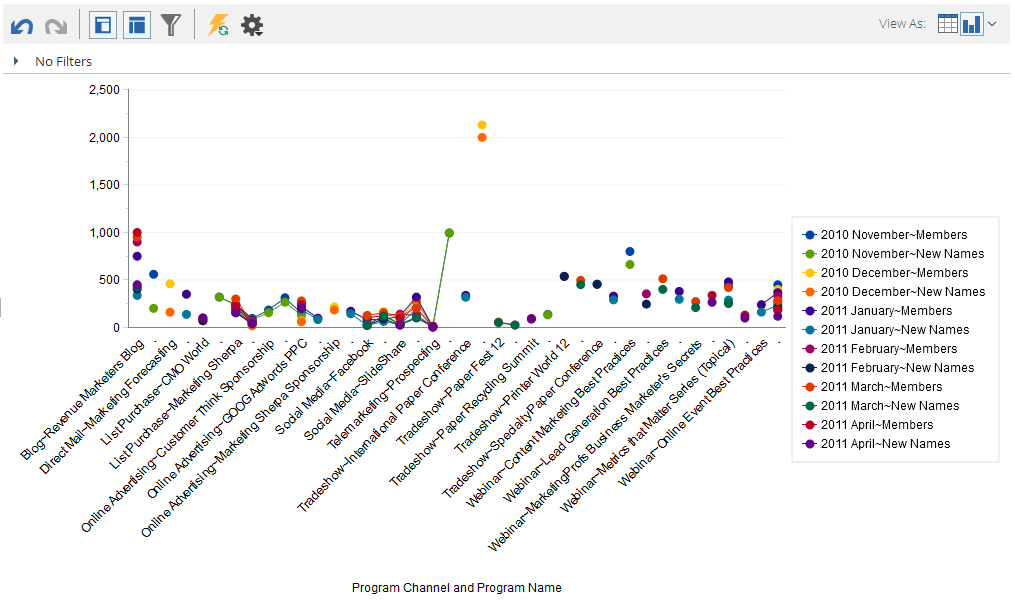 View As:
No Filters
2,500
2,000
1,500
1,000
500
0
Blog~Revenue Marketers Blog
Direct Mail~Marketing Forecasting
List Purchase~CMO World
List Purchase~Marketing Sherpa
Online Advertising~Customer Think Sponsorship
Online Advertising~GOOG Adwords PPC
Online Advertising~Marketing Sherpa Sponsorship
Social Media~Facebook
Social Media~SlideShare
Telemarketing~Prospecting
Tradeshow~International Paper Conference
Tradeshow~Paper Fest 12
Tradeshow~Paper Recycling Summit
Tradeshow~Printer World 12
Tradeshow~Specialty Paper Conference
Webinar~Content Marketing Best Practices
Webinar~Lead Generation Best Practices
Webinar~MarketingProfs Business Marketer's Secrets
Webinar~Metrics that Matter Series (Topical)
Webinar~Online Event Best Practices
2010 November~Members
2010 November~New Names
2010 December~Members
2010 December~New Names
2011 January~Members
2011 January~New Names
2011 February~Members
2011 February~New Names
2011 March~Members
2011 March~New Names
2011 April~Members
2011 April~New Names
Program Channel and Program Name